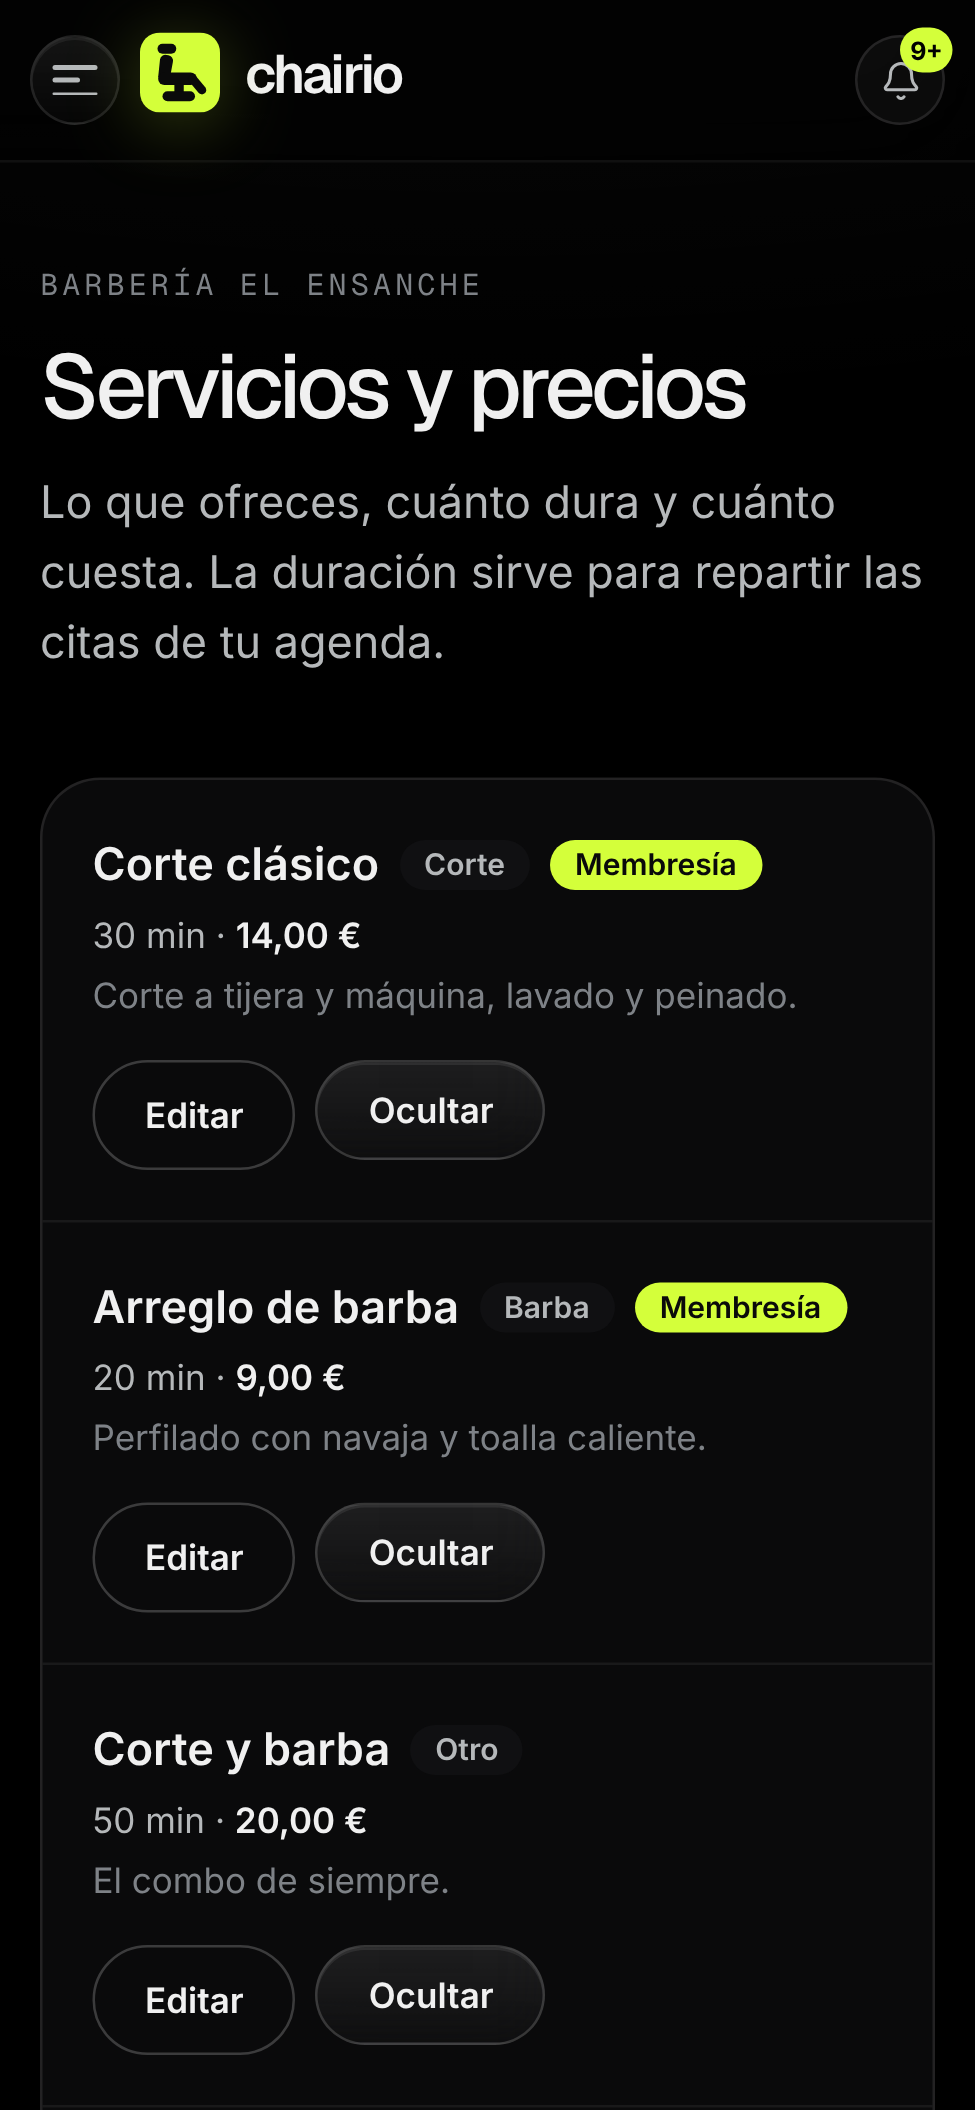 chairio
9+
BARBERÍA EL ENSANCHE
Servicios y precios
Lo que ofreces, cuánto dura y cuánto
cuesta. La duración sirve para repartir las
citas de tu agenda.
Corte clásico Corte Membresía
30 min · 14,00 €
Corte a tijera y máquina, lavado y peinado.
Editar Ocultar
Arreglo de barba Barba Membresía
20 min · 9,00 €
Perfilado con navaja y toalla caliente.
Editar Ocultar
Corte y barba Otro
50 min · 20,00 €
El combo de siempre.
Editar Ocultar